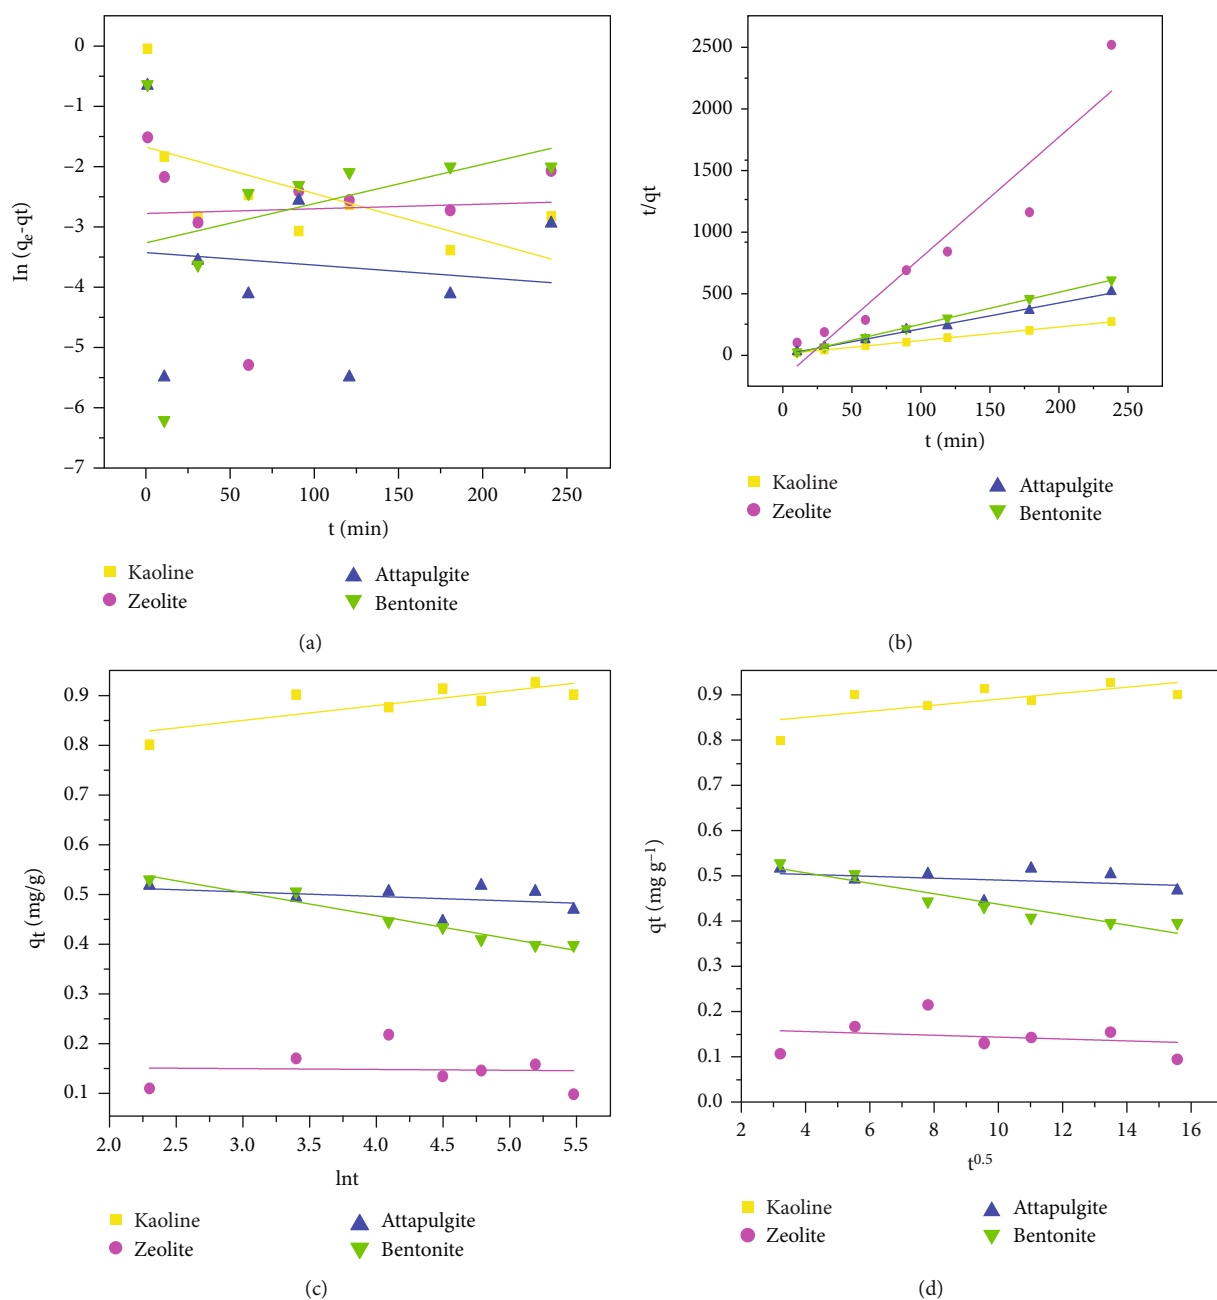 0
–1
–2
–3
–4
–5
–6
–7
In (qe-qt)
0 50 100 150 200 250
t (min)
Kaoline
Zeolite
Attapulgite
Bentonite
(a)
2500
2000
1500
1000
500
0
t/qt
0 50 100 150 200 250
t (min)
Kaoline
Zeolite
Attapulgite
Bentonite
(b)
0.9
0.8
0.7
0.6
0.5
0.4
0.3
0.2
0.1
qt (mg/g)
2.0 2.5 3.0 3.5 4.0 4.5 5.0 5.5
lnt
Kaoline
Zeolite
Attapulgite
Bentonite
(c)
0.9
0.8
0.7
0.6
0.5
0.4
0.3
0.2
0.1
0.0
qt (mg g⁻¹)
2 4 6 8 10 12 14 16
t⁰·⁵
Kaoline
Zeolite
Attapulgite
Bentonite
(d)